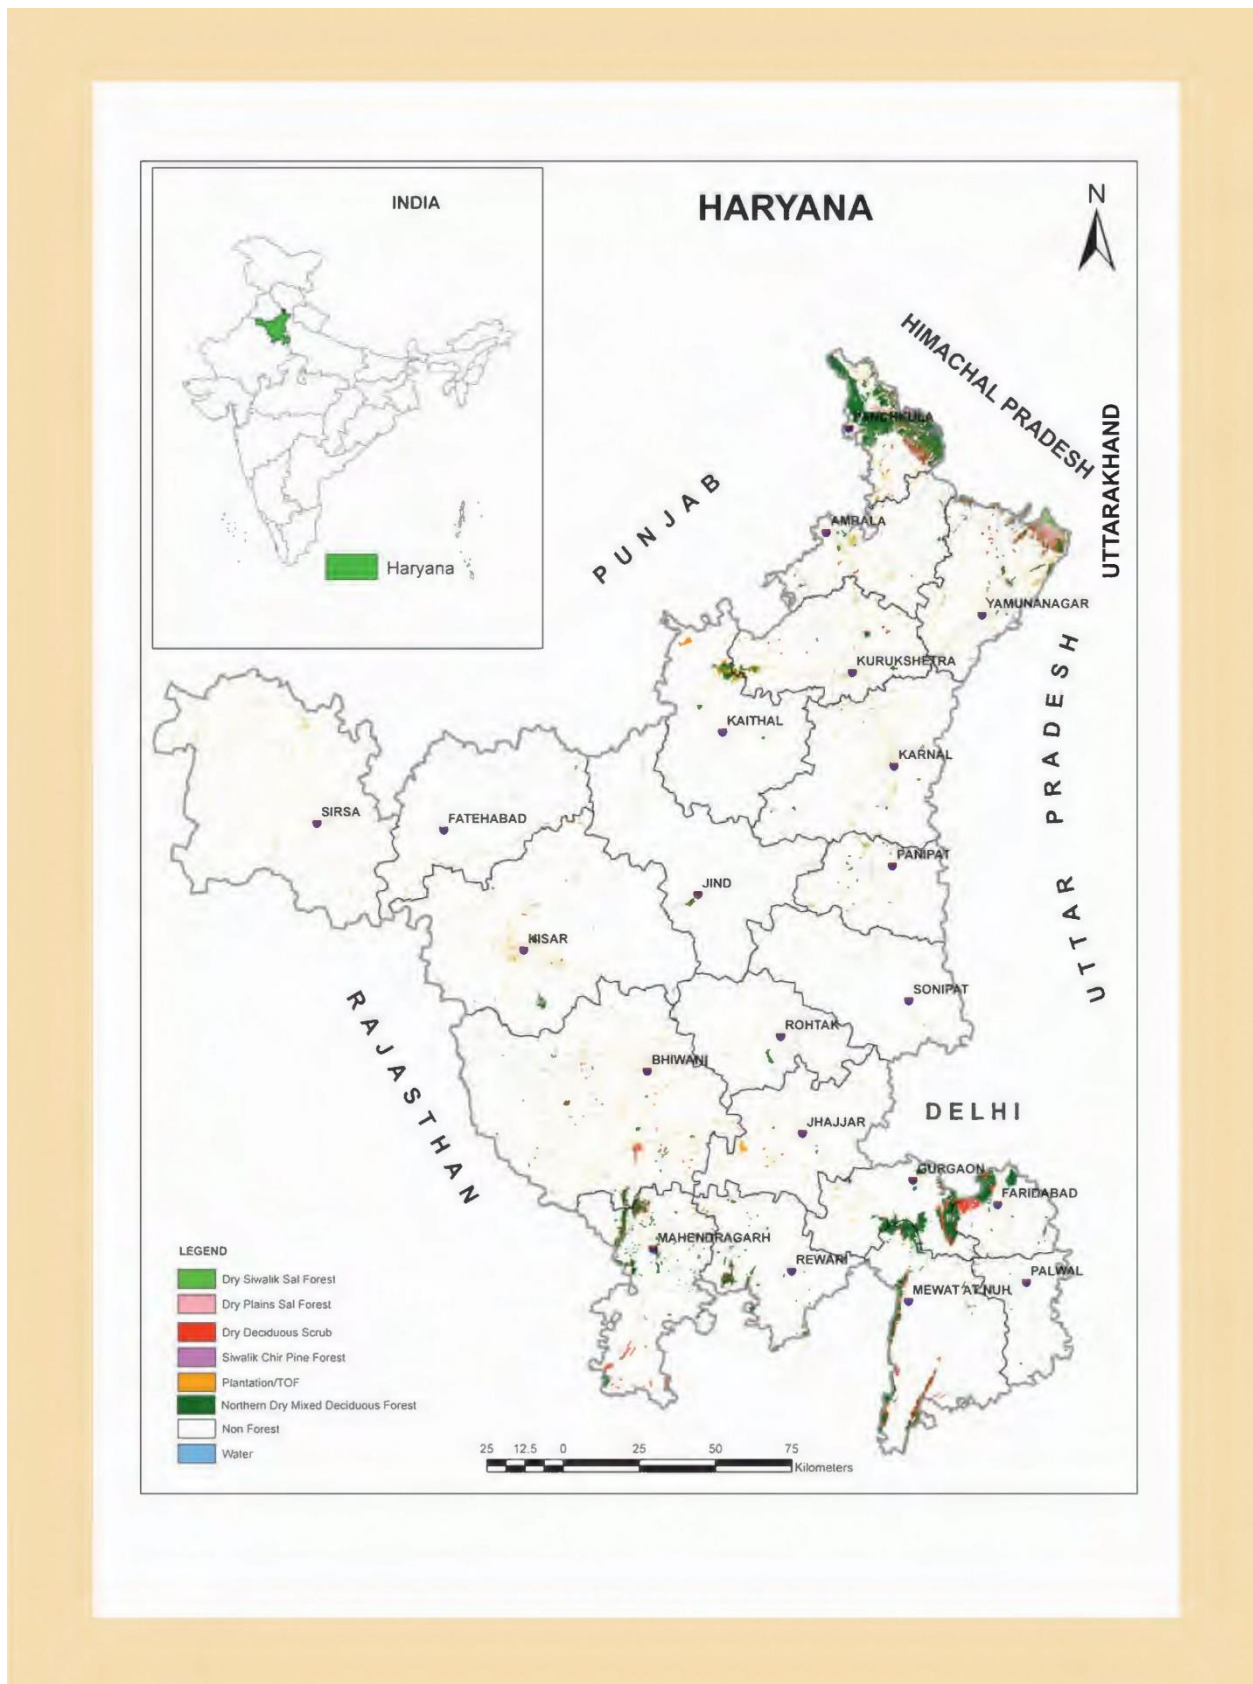 INDIA
Haryana
HARYANA
N
HIMACHAL PRADESH
UTTARAKHAND
PUNJAB
UTTAR PRADESH
RAJASTHAN
DELHI
PANCHKULA
AMBALA
YAMUNANAGAR
KURUKSHETRA
KAITHAL
KARNAL
SIRSA
FATEHABAD
PANIPAT
JIND
HISAR
SONIPAT
ROHTAK
BHIWANI
JHAJJAR
GURGAON
FARIDABAD
MAHENDRAGARH
REWARI
PALWAL
MEWAT AT NUH
LEGEND
Dry Siwalik Sal Forest
Dry Plains Sal Forest
Dry Deciduous Scrub
Siwalik Chir Pine Forest
Plantation/TOF
Northern Dry Mixed Deciduous Forest
Non Forest
Water
25 12.5 0 25 50 75
Kilometers